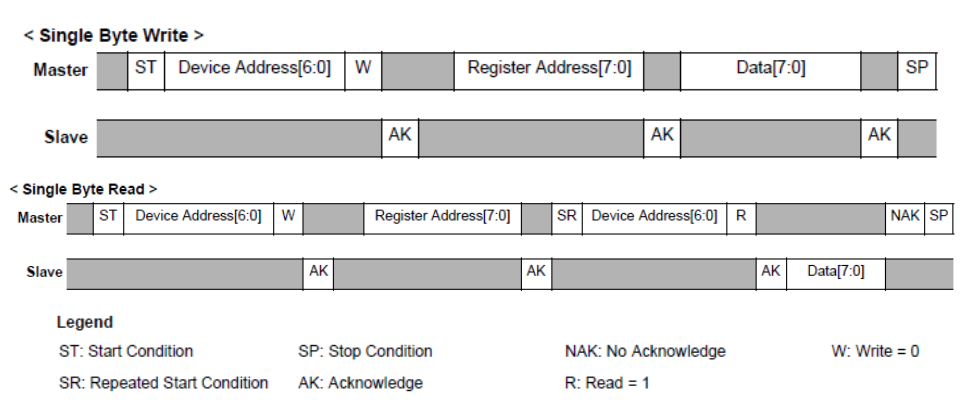 < Single Byte Write >
Master ST Device Address[6:0] W Register Address[7:0] Data[7:0] SP
Slave AK AK AK
< Single Byte Read >
Master ST Device Address[6:0] W Register Address[7:0] SR Device Address[6:0] R NAK SP
Slave AK AK AK Data[7:0]
Legend
ST: Start Condition SP: Stop Condition NAK: No Acknowledge W: Write = 0
SR: Repeated Start Condition AK: Acknowledge R: Read = 1